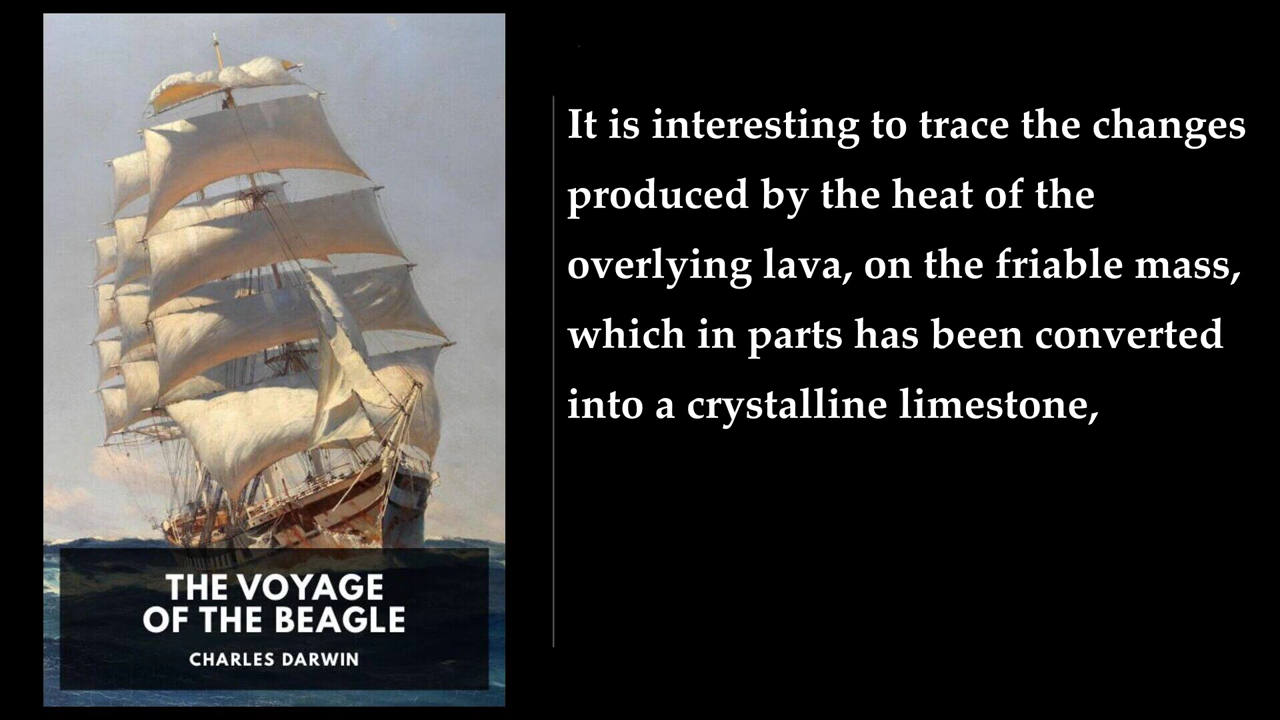 THE VOYAGE
OF THE BEAGLE
CHARLES DARWIN
It is interesting to trace the changes
produced by the heat of the
overlying lava, on the friable mass,
which in parts has been converted
into a crystalline limestone,